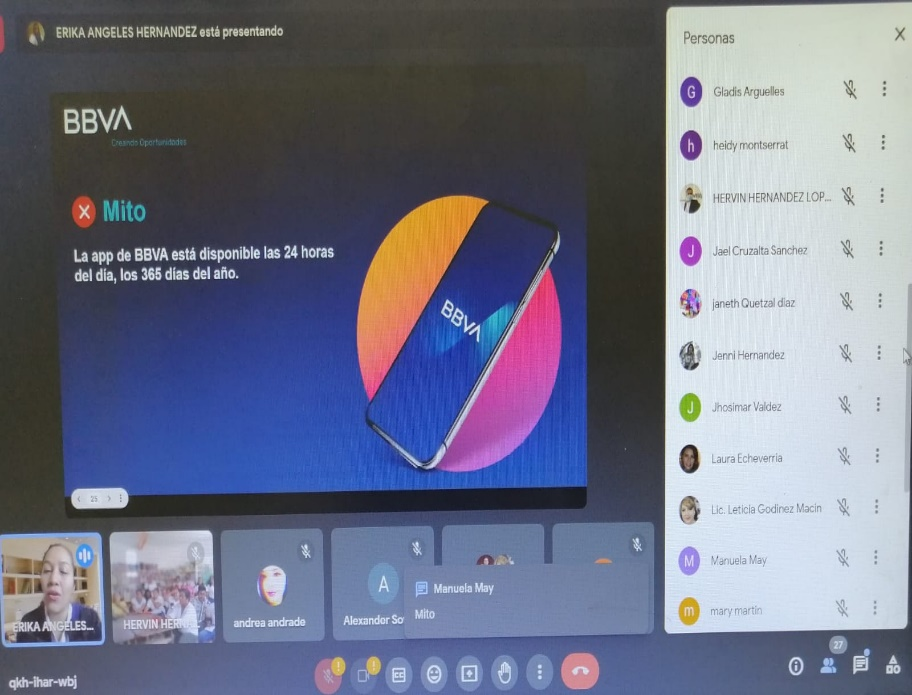 ERIKA ANGELES HERNANDEZ está presentando
BBVA
Creando Oportunidades
Mito
La app de BBVA está disponible las 24 horas
del día, los 365 días del año.
BBVA
25
ERIKA ANGELES...
HERVIN HERN...
andrea andrade
A
Alexander So
Manuela May
Mito
qkh-ihar-wbj
Personas
G Gladis Arguelles
h heidy montserrat
HERVIN HERNANDEZ LOP...
J Jael Cruzalta Sanchez
janeth Quetzal diaz
Jenni Hernandez
J Jhosimar Valdez
Laura Echeverria
Lic. Leticia Godinez Macin
M Manuela May
m mary martin
27